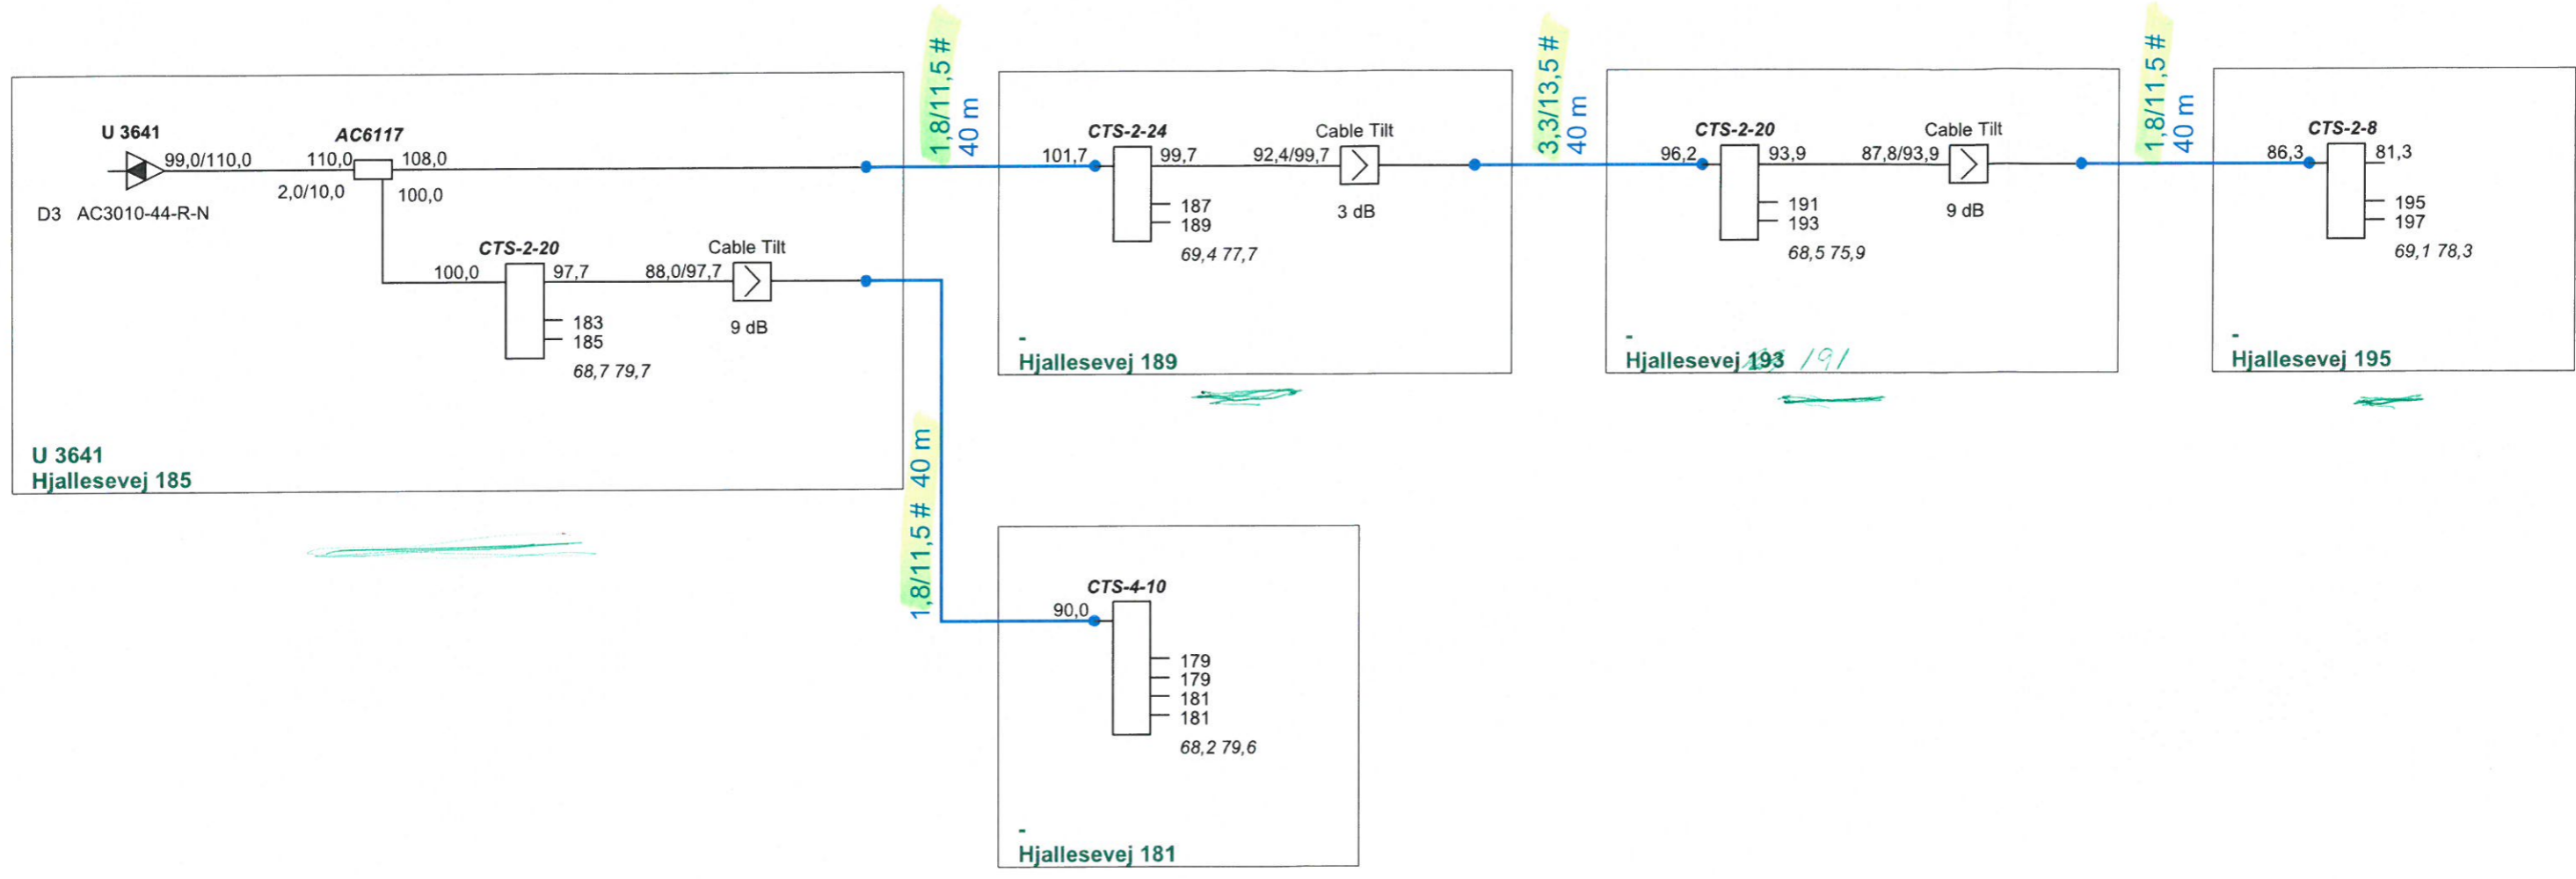 U 3641
99,0/110,0
D3 AC3010-44-R-N
AC6117
110,0
108,0
2,0/10,0
100,0
CTS-2-20
100,0
97,7
183
185
68,7 79,7
88,0/97,7
Cable Tilt
9 dB
U 3641
Hjallesevej 185
1,8/11,5 #
40 m
CTS-2-24
101,7
99,7
187
189
69,4 77,7
92,4/99,7
Cable Tilt
3 dB
-
Hjallesevej 189
3,3/13,5 #
40 m
CTS-2-20
96,2
93,9
191
193
68,5 75,9
87,8/93,9
Cable Tilt
9 dB
-
Hjallesevej 193 191
1,8/11,5 #
40 m
CTS-2-8
86,3
81,3
195
197
69,1 78,3
-
Hjallesevej 195
1,8/11,5 # 40 m
CTS-4-10
90,0
179
179
181
181
68,2 79,6
-
Hjallesevej 181